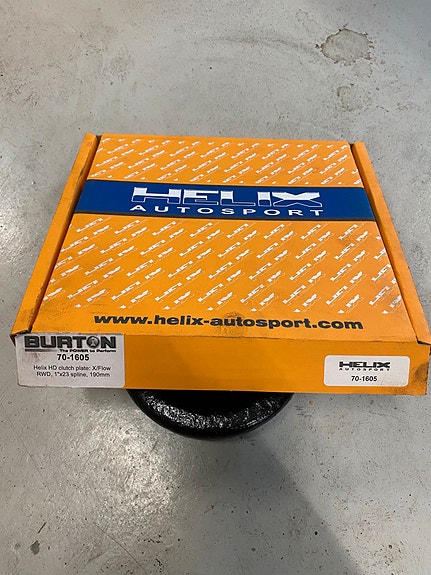 HELIX
AUTOSPORT
www.helix-autosport.com
BURTON
The POWER to Perform
70-1605
Helix HD clutch plate: X/Flow
RWD, 1"x23 spline, 190mm
HELIX
AUTOSPORT
70-1605